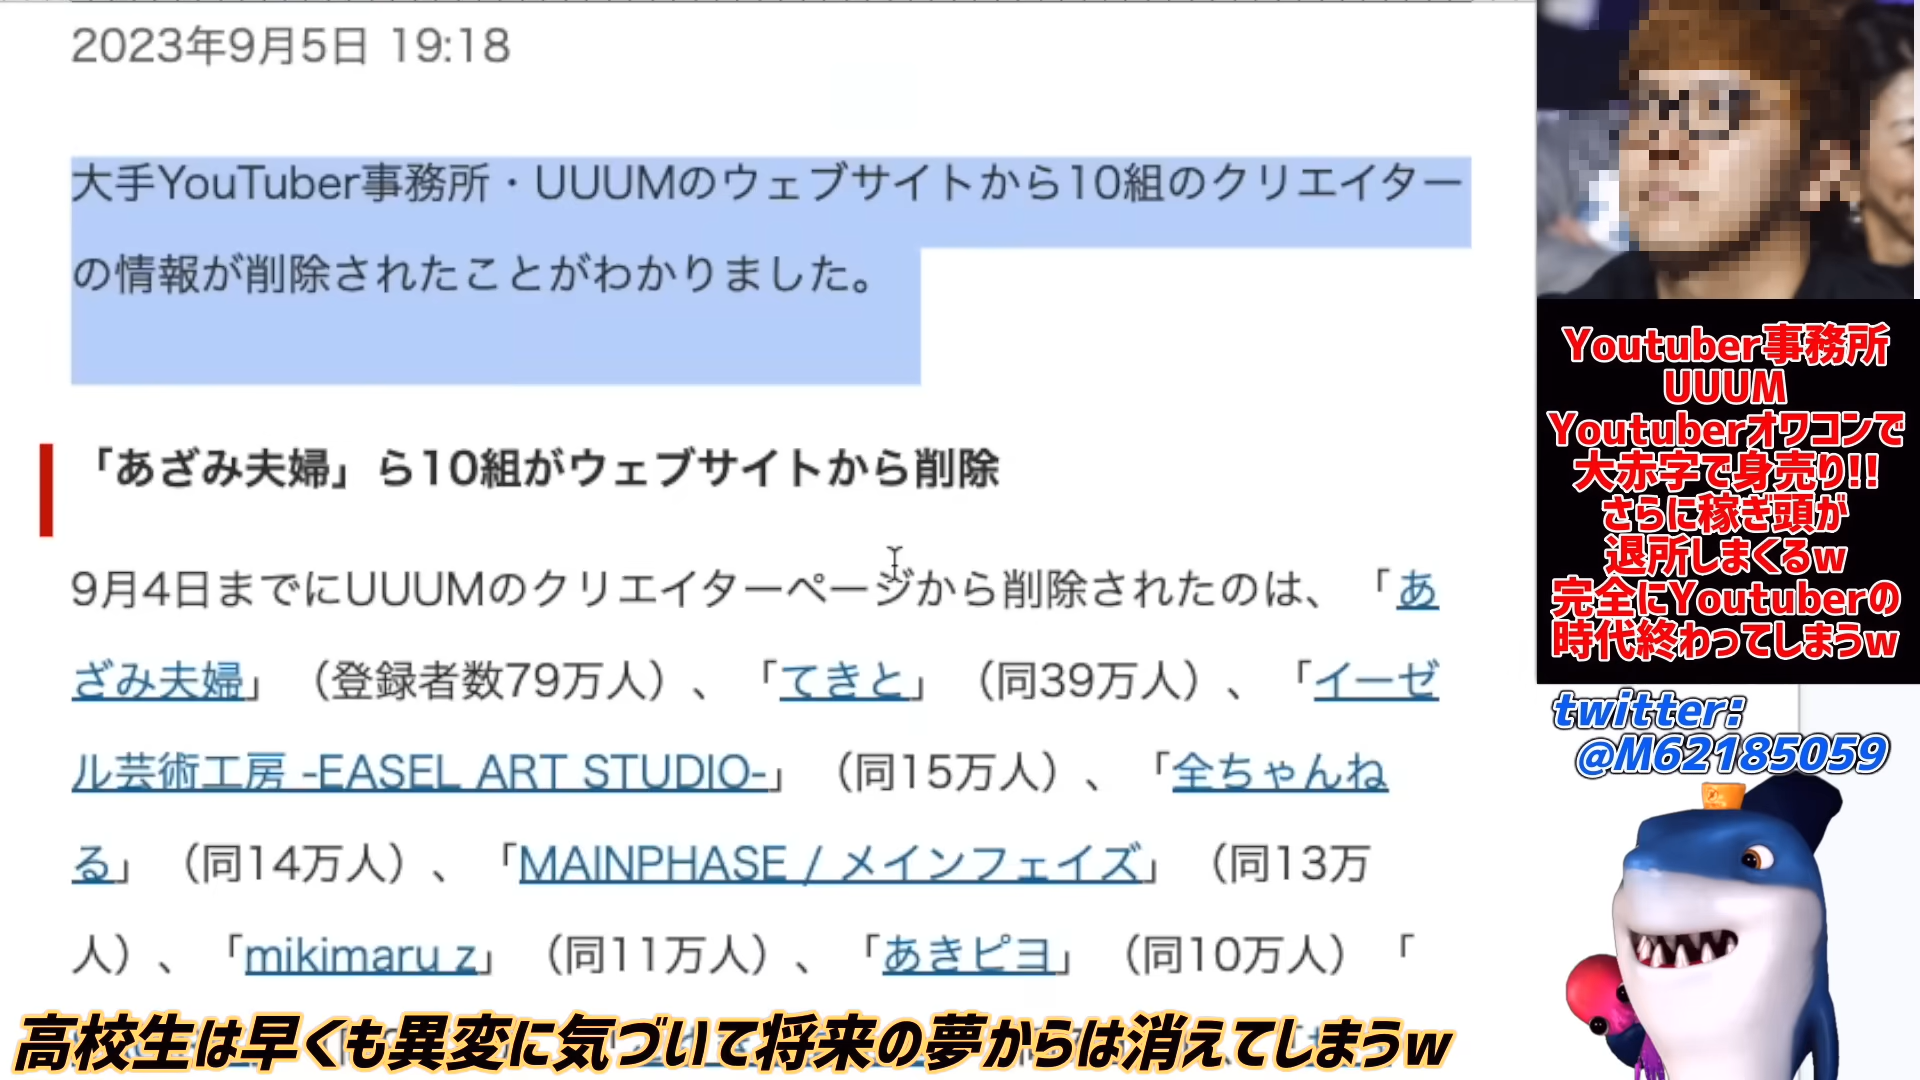 2023年9月5日 19:18
大手YouTuber事務所・UUUMのウェブサイトから10組のクリエイター
の情報が削除されたことがわかりました。
「あざみ夫婦」ら10組がウェブサイトから削除
9月4日までにUUUMのクリエイターページから削除されたのは、「あ
ざみ夫婦」（登録者数79万人）、「てきと」（同39万人）、「イーゼ
ル芸術工房 -EASEL ART STUDIO-」（同15万人）、「全ちゃんね
る」（同14万人）、「MAINPHASE / メインフェイズ」（同13万
人）、「mikimaru z」（同11万人）、「あきピヨ」（同10万人）「
高校生は早くも異変に気づいて将来の夢からは消えてしまうw
Youtuber事務所
UUUM
Youtuberオワコンで
大赤字で身売り!!
さらに稼ぎ頭が
退所しまくるw
完全にYoutuberの
時代終わってしまうw
twitter:
@M62185059